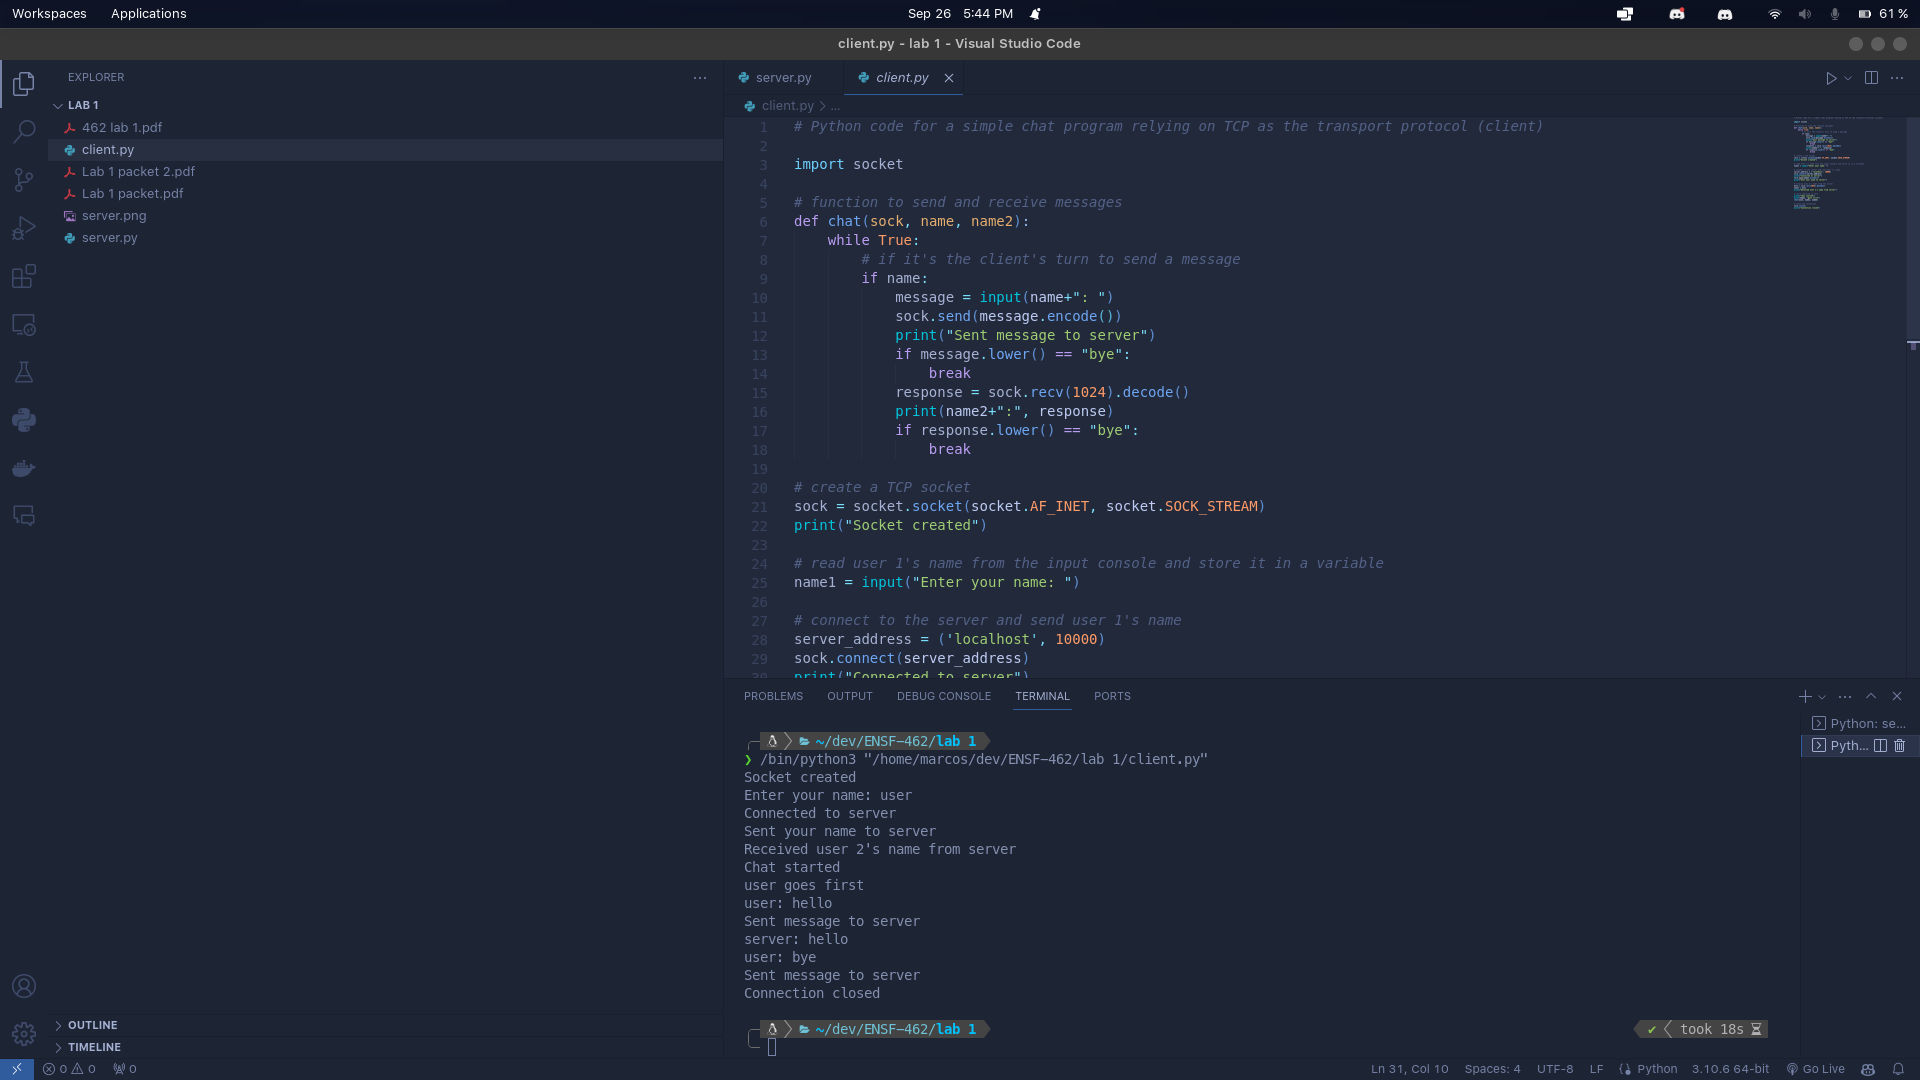 Workspaces Applications Sep 26 5:44 PM 61 %
client.py - lab 1 - Visual Studio Code
EXPLORER ...
LAB 1
462 lab 1.pdf
client.py
Lab 1 packet 2.pdf
Lab 1 packet.pdf
server.png
server.py
OUTLINE
TIMELINE
server.py client.py
client.py > ...
1 # Python code for a simple chat program relying on TCP as the transport protocol (client)
2
3 import socket
4
5 # function to send and receive messages
6 def chat(sock, name, name2):
7 while True:
8 # if it's the client's turn to send a message
9 if name:
10 message = input(name+": ")
11 sock.send(message.encode())
12 print("Sent message to server")
13 if message.lower() == "bye":
14 break
15 response = sock.recv(1024).decode()
16 print(name2+":", response)
17 if response.lower() == "bye":
18 break
19
20 # create a TCP socket
21 sock = socket.socket(socket.AF_INET, socket.SOCK_STREAM)
22 print("Socket created")
23
24 # read user 1's name from the input console and store it in a variable
25 name1 = input("Enter your name: ")
26
27 # connect to the server and send user 1's name
28 server_address = ('localhost', 10000)
29 sock.connect(server_address)
30 print("Connected to server")
PROBLEMS OUTPUT DEBUG CONSOLE TERMINAL PORTS
~/dev/ENSF-462/lab 1
❯ /bin/python3 "/home/marcos/dev/ENSF-462/lab 1/client.py"
Socket created
Enter your name: user
Connected to server
Sent your name to server
Received user 2's name from server
Chat started
user goes first
user: hello
Sent message to server
server: hello
user: bye
Sent message to server
Connection closed
~/dev/ENSF-462/lab 1 ✔ took 18s
Python: se...
Pyth...
0 0 0 Ln 31, Col 10 Spaces: 4 UTF-8 LF Python 3.10.6 64-bit Go Live